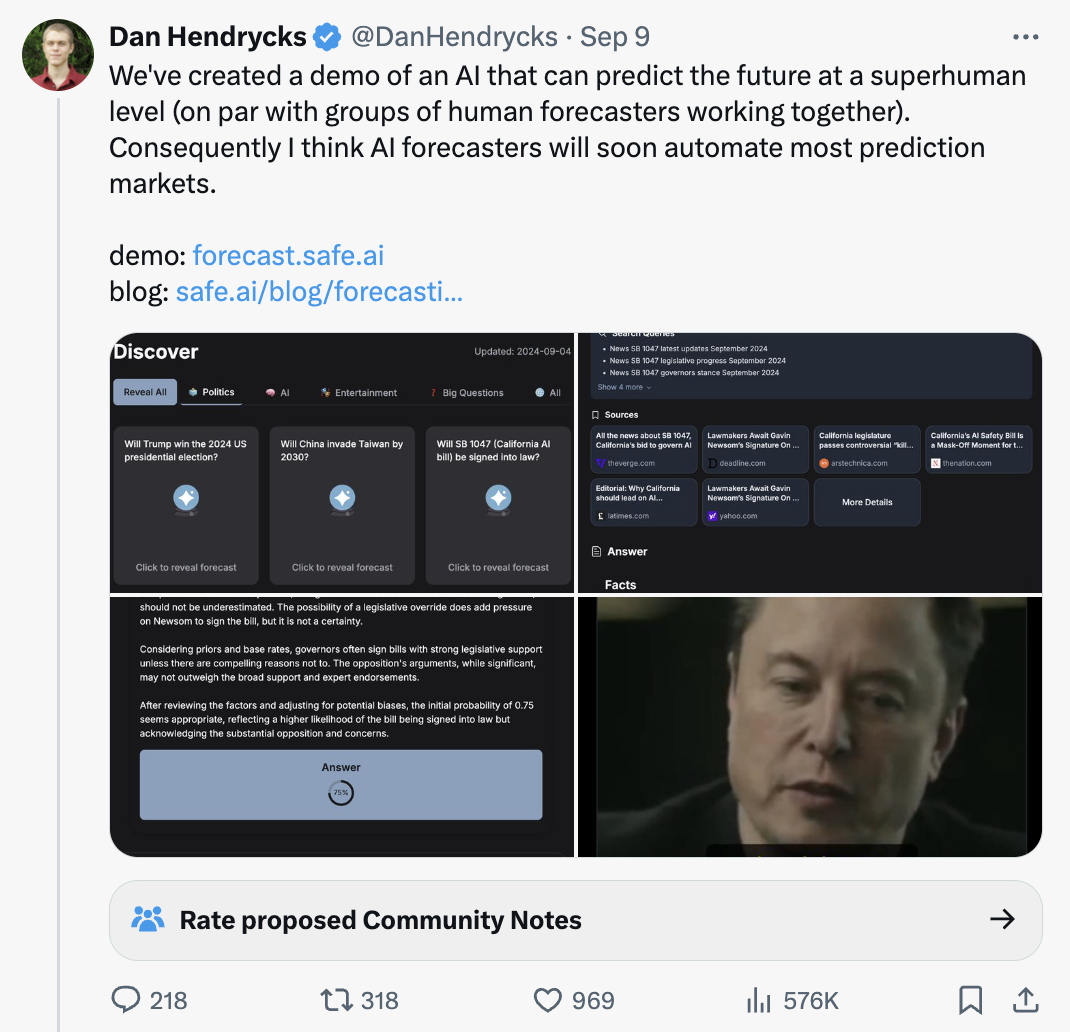 Dan Hendrycks @DanHendrycks · Sep 9
We've created a demo of an AI that can predict the future at a superhuman
level (on par with groups of human forecasters working together).
Consequently I think AI forecasters will soon automate most prediction
markets.
demo: forecast.safe.ai
blog: safe.ai/blog/forecasti...
Discover
Updated: 2024-09-04
Reveal All Politics AI Entertainment Big Questions All
Will Trump win the 2024 US
presidential election?
Click to reveal forecast
Will China invade Taiwan by
2030?
Click to reveal forecast
Will SB 1047 (California AI
bill) be signed into law?
Click to reveal forecast
Search Queries
• News SB 1047 latest updates September 2024
• News SB 1047 legislative progress September 2024
• News SB 1047 governors stance September 2024
Show 4 more
Sources
All the news about SB 1047,
California's bid to govern AI
theverge.com
Lawmakers Await Gavin
Newsom's Signature On ...
deadline.com
California legislature
passes controversial "kill...
arstechnica.com
California's AI Safety Bill Is
a Mask-Off Moment for t...
thenation.com
Editorial: Why California
should lead on AI...
latimes.com
Lawmakers Await Gavin
Newsom's Signature On ...
yahoo.com
More Details
Answer
Facts
should not be underestimated. The possibility of a legislative override does add pressure
on Newsom to sign the bill, but it is not a certainty.
Considering priors and base rates, governors often sign bills with strong legislative support
unless there are compelling reasons not to. The opposition's arguments, while significant,
may not outweigh the broad support and expert endorsements.
After reviewing the factors and adjusting for potential biases, the initial probability of 0.75
seems appropriate, reflecting a higher likelihood of the bill being signed into law but
acknowledging the substantial opposition and concerns.
Answer
75%
Rate proposed Community Notes
218 318 969 576K